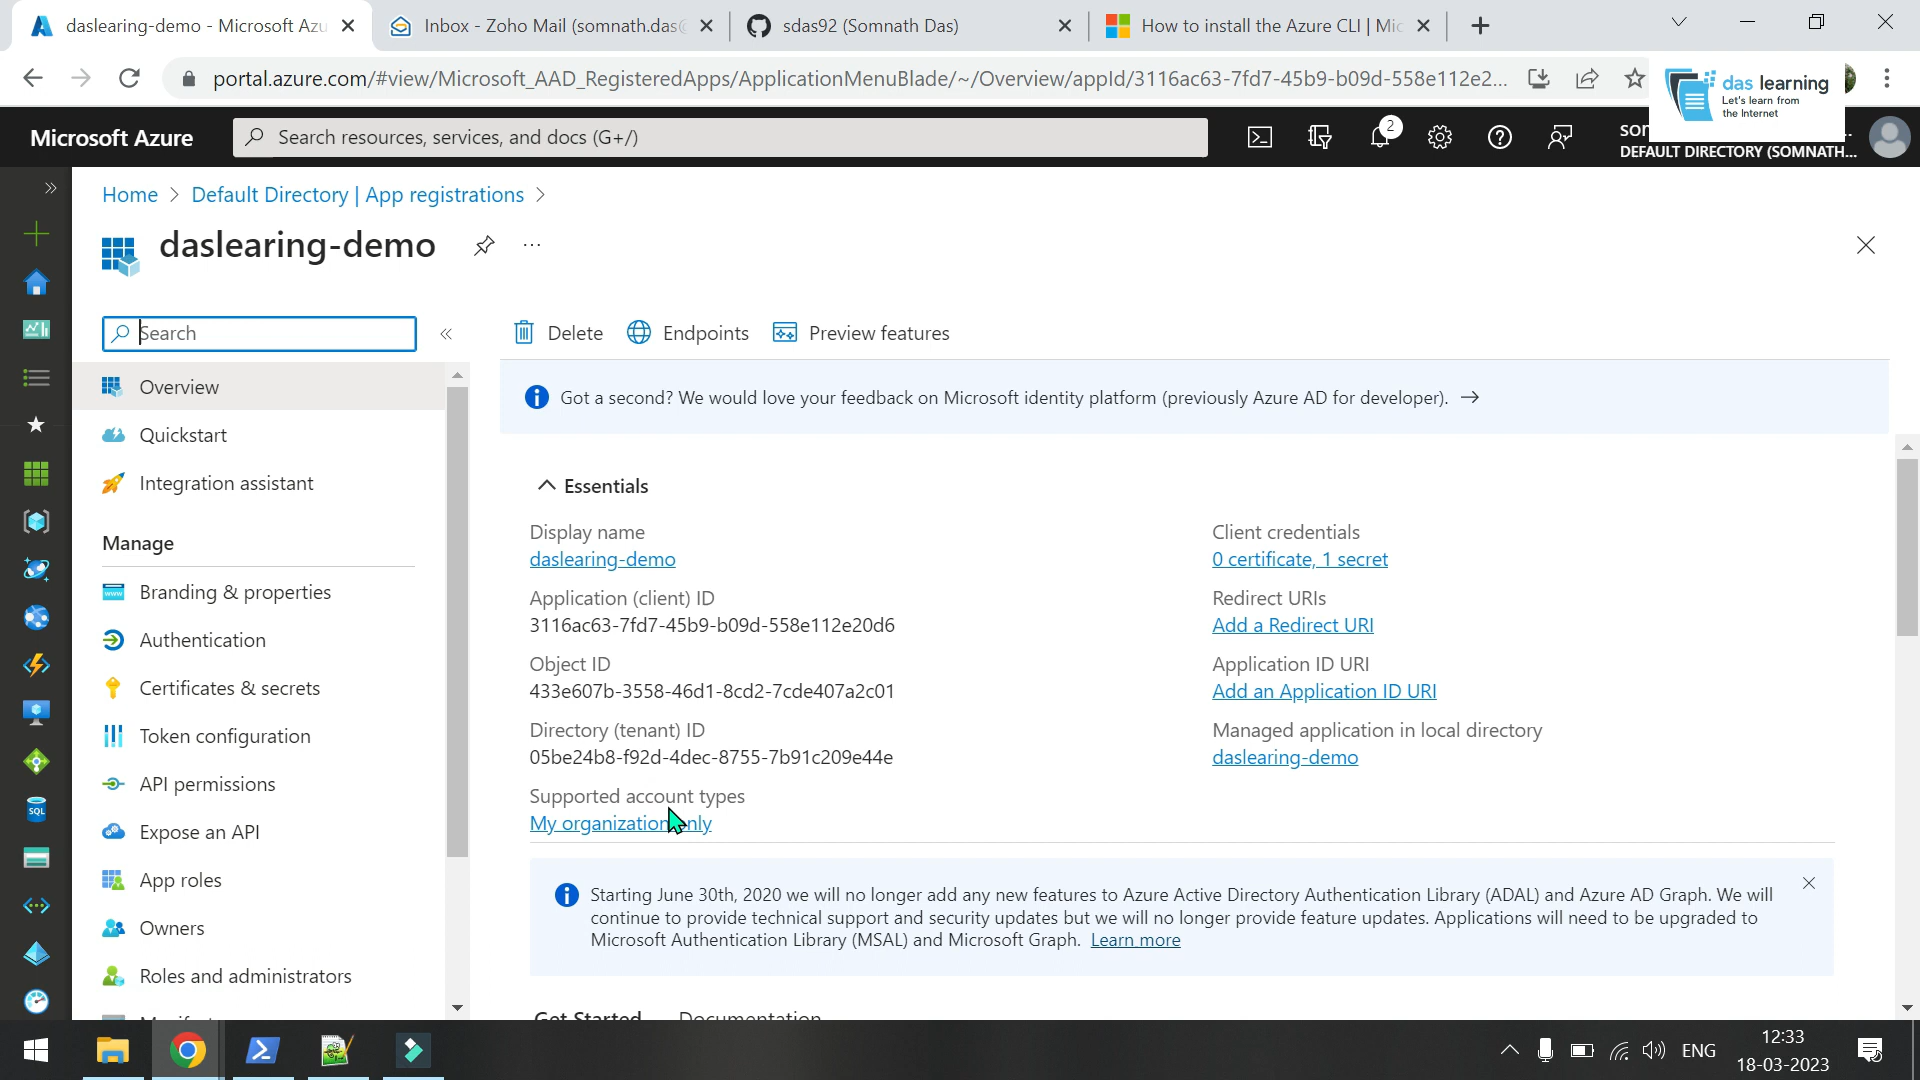 daslearing-demo - Microsoft Azu
Inbox - Zoho Mail (somnath.das@
sdas92 (Somnath Das)
How to install the Azure CLI | Mic
portal.azure.com/#view/Microsoft_AAD_RegisteredApps/ApplicationMenuBlade/~/Overview/appId/3116ac63-7fd7-45b9-b09d-558e112e2...
das learning
Let's learn from
the Internet
Microsoft Azure
Search resources, services, and docs (G+/)
2
DEFAULT DIRECTORY (SOMNATH...
Home > Default Directory | App registrations >
daslearing-demo
Search
Delete
Endpoints
Preview features
Overview
Quickstart
Integration assistant
Manage
Branding & properties
Authentication
Certificates & secrets
Token configuration
API permissions
Expose an API
App roles
Owners
Roles and administrators
Got a second? We would love your feedback on Microsoft identity platform (previously Azure AD for developer).
Essentials
Display name
daslearing-demo
Application (client) ID
3116ac63-7fd7-45b9-b09d-558e112e20d6
Object ID
433e607b-3558-46d1-8cd2-7cde407a2c01
Directory (tenant) ID
05be24b8-f92d-4dec-8755-7b91c209e44e
Supported account types
My organization only
Client credentials
0 certificate, 1 secret
Redirect URIs
Add a Redirect URI
Application ID URI
Add an Application ID URI
Managed application in local directory
daslearing-demo
Starting June 30th, 2020 we will no longer add any new features to Azure Active Directory Authentication Library (ADAL) and Azure AD Graph. We will
continue to provide technical support and security updates but we will no longer provide feature updates. Applications will need to be upgraded to
Microsoft Authentication Library (MSAL) and Microsoft Graph. Learn more
Get Started
Documentation
ENG
12:33
18-03-2023